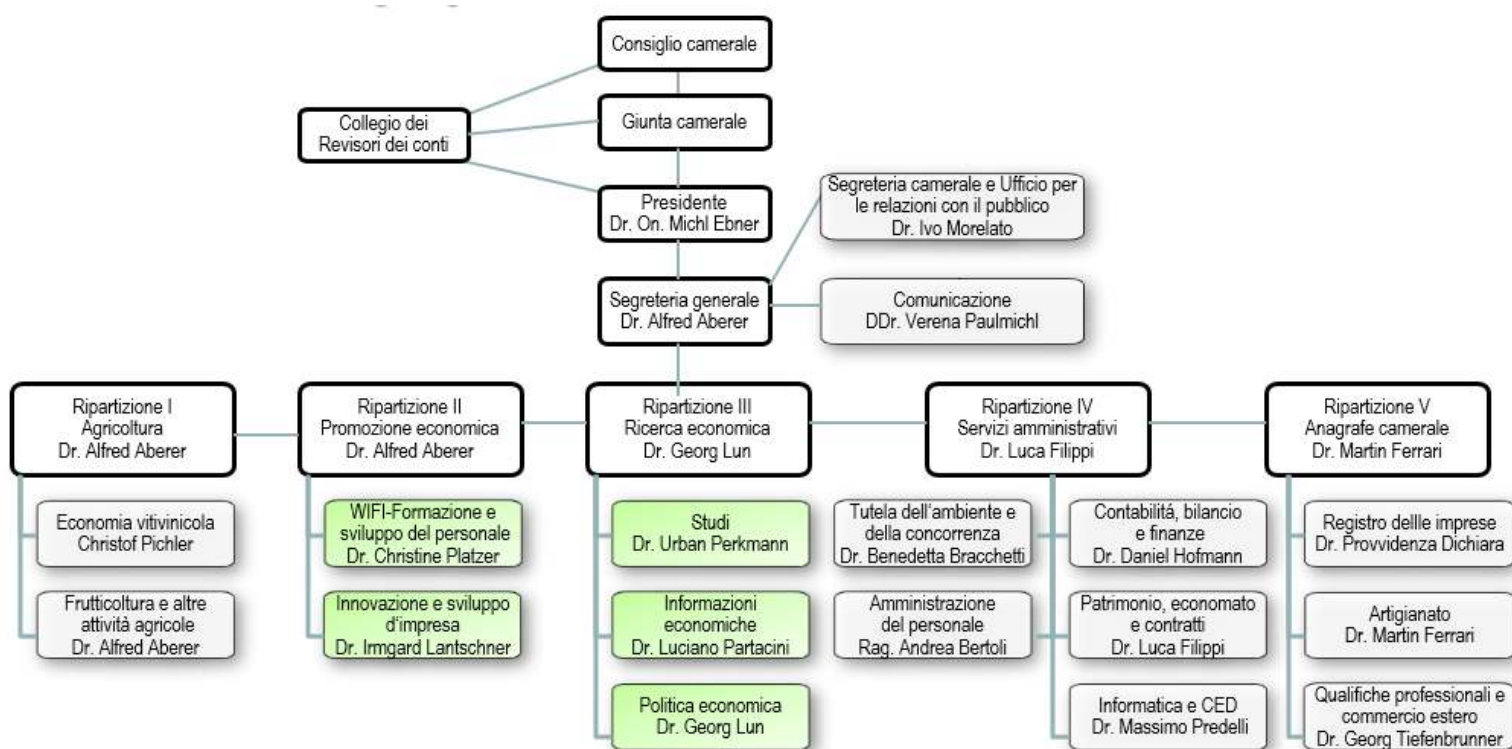 Consiglio camerale
Collegio dei
Revisori dei conti
Giunta camerale
Presidente
Dr. On. Michl Ebner
Segreteria camerale e Ufficio per
le relazioni con il pubblico
Dr. Ivo Morelato
Segreteria generale
Dr. Alfred Aberer
Comunicazione
DDr. Verena Paulmichl
Ripartizione I
Agricoltura
Dr. Alfred Aberer
Ripartizione II
Promozione economica
Dr. Alfred Aberer
Ripartizione III
Ricerca economica
Dr. Georg Lun
Ripartizione IV
Servizi amministrativi
Dr. Luca Filippi
Ripartizione V
Anagrafe camerale
Dr. Martin Ferrari
Economia vitivinicola
Christof Pichler
Frutticoltura e altre
attività agricole
Dr. Alfred Aberer
WIFI-Formazione e
sviluppo del personale
Dr. Christine Platzer
Innovazione e sviluppo
d'impresa
Dr. Irmgard Lantschner
Studi
Dr. Urban Perkmann
Informazioni
economiche
Dr. Luciano Partacini
Politica economica
Dr. Georg Lun
Tutela dell'ambiente e
della concorrenza
Dr. Benedetta Bracchetti
Amministrazione
del personale
Rag. Andrea Bertoli
Contabilitá, bilancio
e finanze
Dr. Daniel Hofmann
Patrimonio, economato
e contratti
Dr. Luca Filippi
Informatica e CED
Dr. Massimo Predelli
Registro dellle imprese
Dr. Provvidenza Dichiara
Artigianato
Dr. Martin Ferrari
Qualifiche professionali e
commercio estero
Dr. Georg Tiefenbrunner